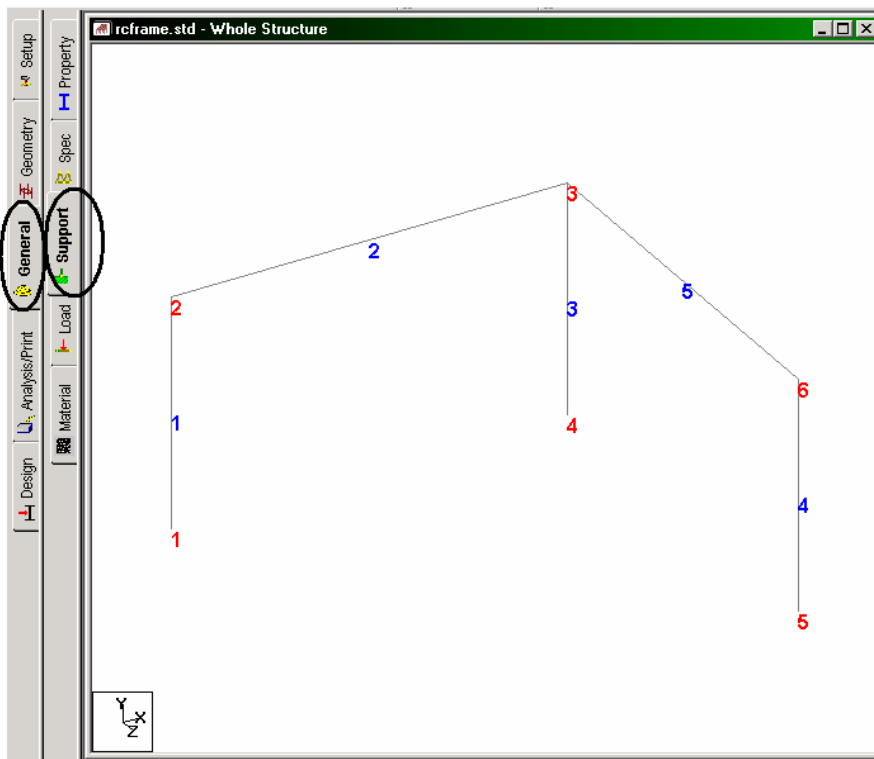 rcframe.std - Whole Structure
Setup
Geometry
General
Analysis/Print
Design
Property
Spec
Support
Load
Material
3
2
2
3
5
6
1
4
4
1
5
Y
X
Z